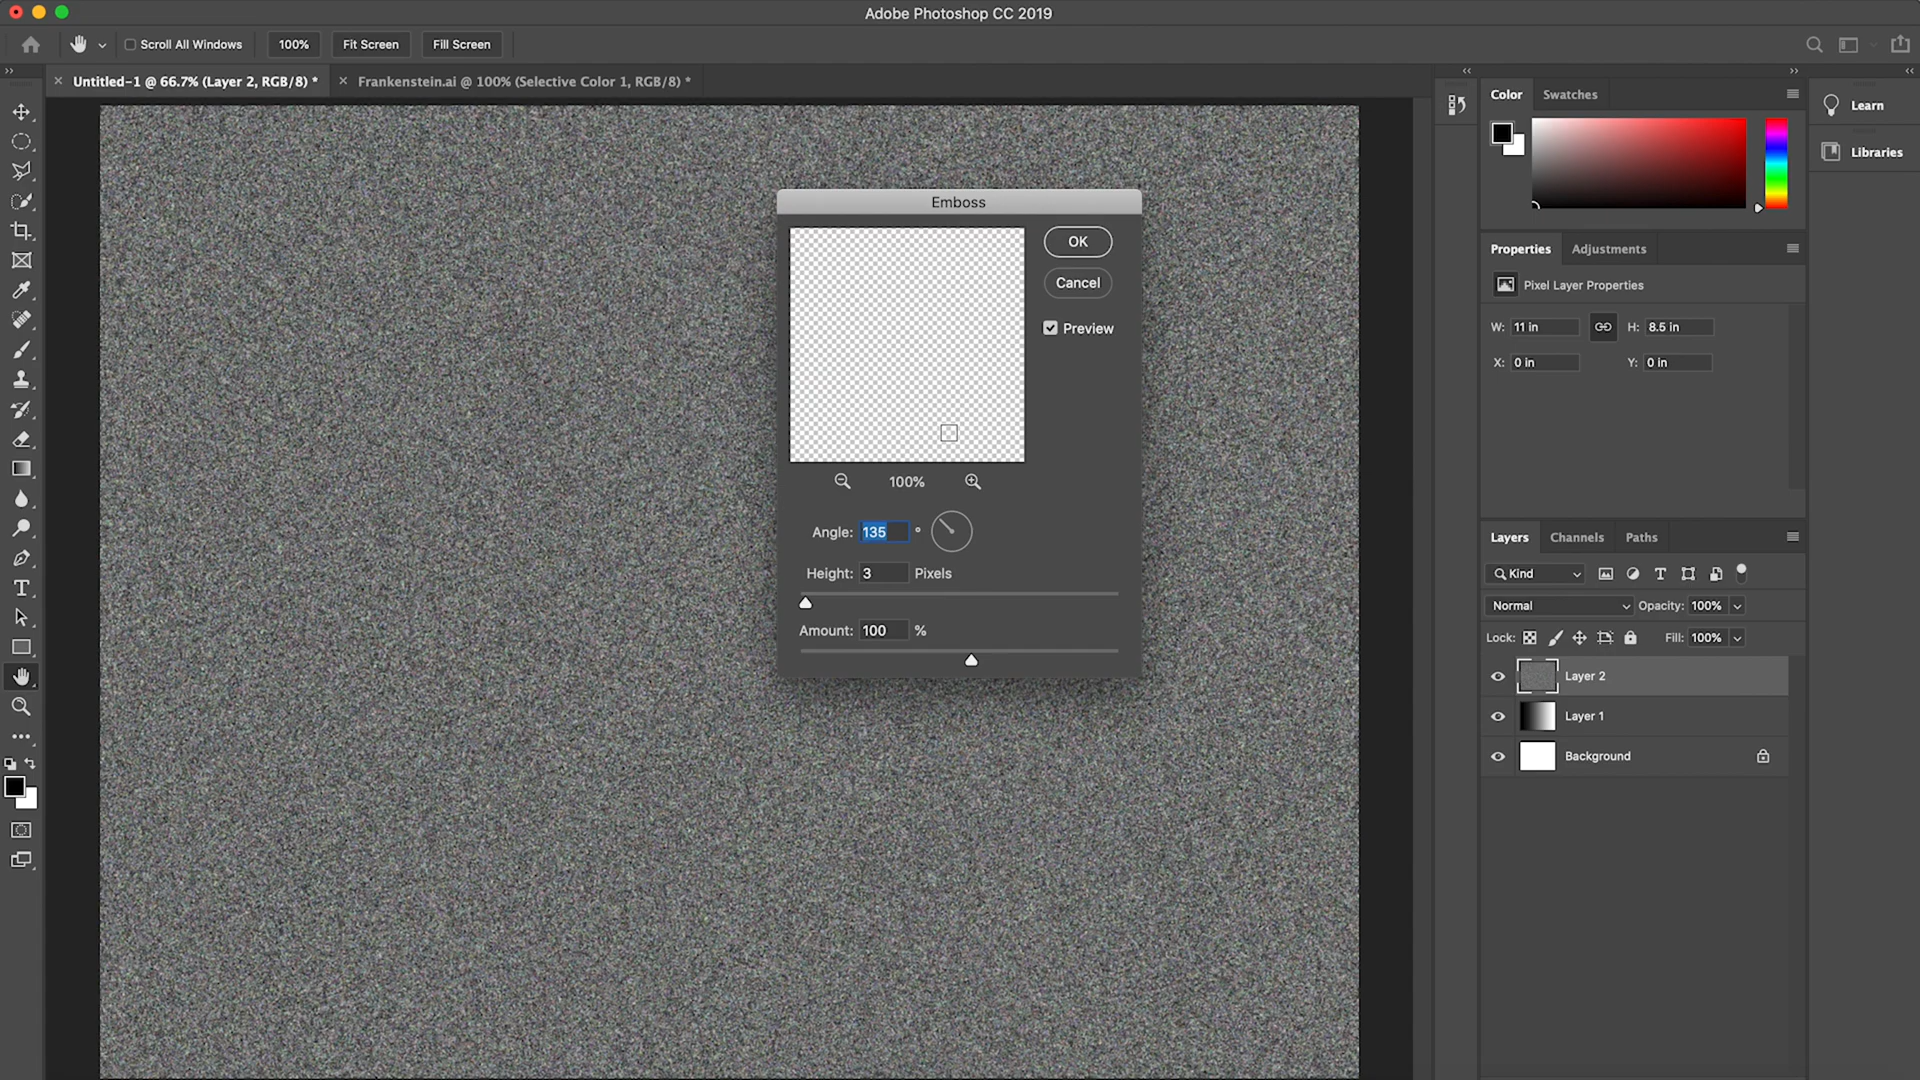 Adobe Photoshop CC 2019
Scroll All Windows
100%
Fit Screen
Fill Screen
Untitled-1 @ 66.7% (Layer 2, RGB/8) *
Frankenstein.ai @ 100% (Selective Color 1, RGB/8) *
Color
Swatches
Learn
Libraries
Emboss
OK
Cancel
Preview
100%
Angle: 135 °
Height: 3 Pixels
Amount: 100 %
Properties
Adjustments
Pixel Layer Properties
W: 11 in
H: 8.5 in
X: 0 in
Y: 0 in
Layers
Channels
Paths
Kind
Normal
Opacity: 100%
Lock:
Fill: 100%
Layer 2
Layer 1
Background